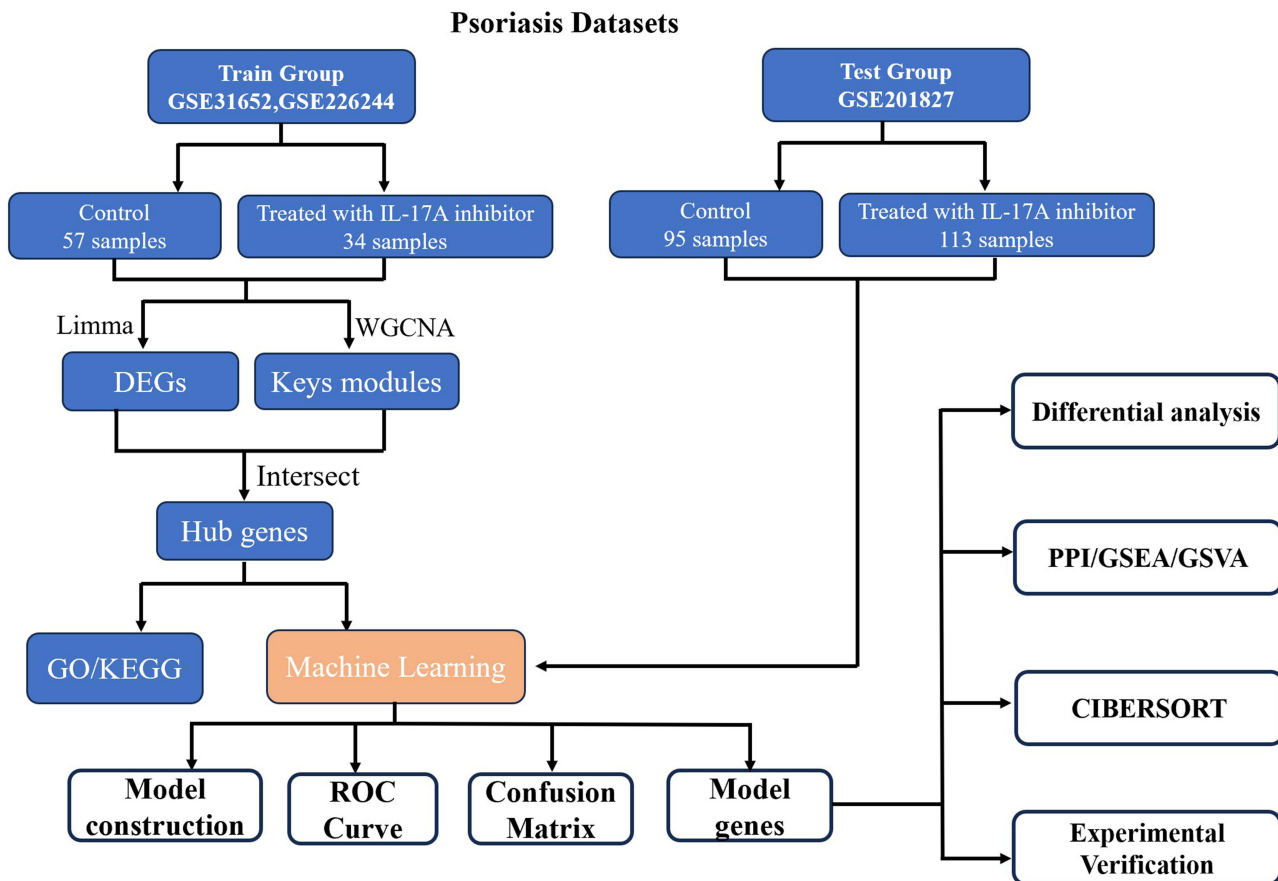 Psoriasis Datasets
Train Group
GSE31652,GSE226244
Test Group
GSE201827
Control
57 samples
Treated with IL-17A inhibitor
34 samples
Control
95 samples
Treated with IL-17A inhibitor
113 samples
Limma
WGCNA
DEGs
Keys modules
Intersect
Hub genes
GO/KEGG
Machine Learning
Model
construction
ROC
Curve
Confusion
Matrix
Model
genes
Differential analysis
PPI/GSEA/GSVA
CIBERSORT
Experimental
Verification